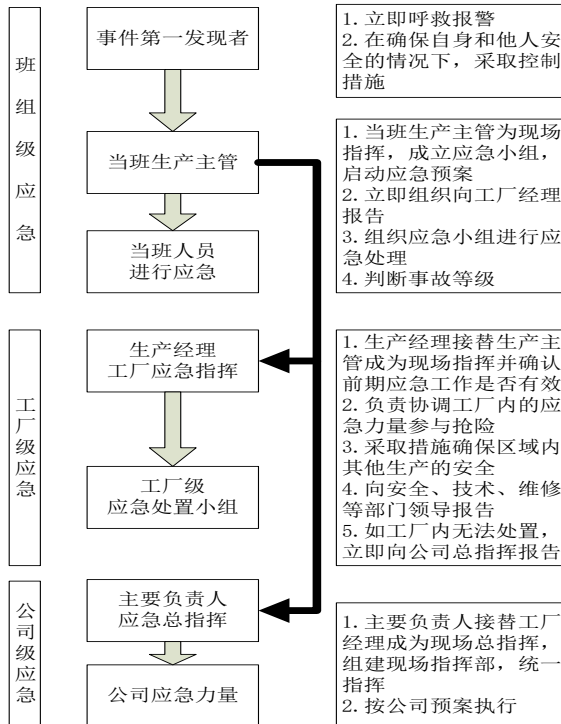 班组级应急
事件第一发现者
当班生产主管
当班人员
进行应急
1. 立即呼救报警
2. 在确保自身和他人安
全的情况下，采取控制
措施
1. 当班生产主管为现场
指挥，成立应急小组，
启动应急预案
2. 立即组织向工厂经理
报告
3. 组织应急小组进行应
急处理
4. 判断事故等级
工厂级应急
生产经理
工厂应急指挥
工厂级
应急处置小组
1. 生产经理接替生产主
管成为现场指挥并确认
前期应急工作是否有效
2. 负责协调工厂内的应
急力量参与抢险
3. 采取措施确保区域内
其他生产的安全
4. 向安全、技术、维修
等部门领导报告
5. 如工厂内无法处置，
立即向公司总指挥报告
公司级应急
主要负责人
应急总指挥
公司应急力量
1. 主要负责人接替工厂
经理成为现场总指挥，
组建现场指挥部，统一
指挥
2. 按公司预案执行